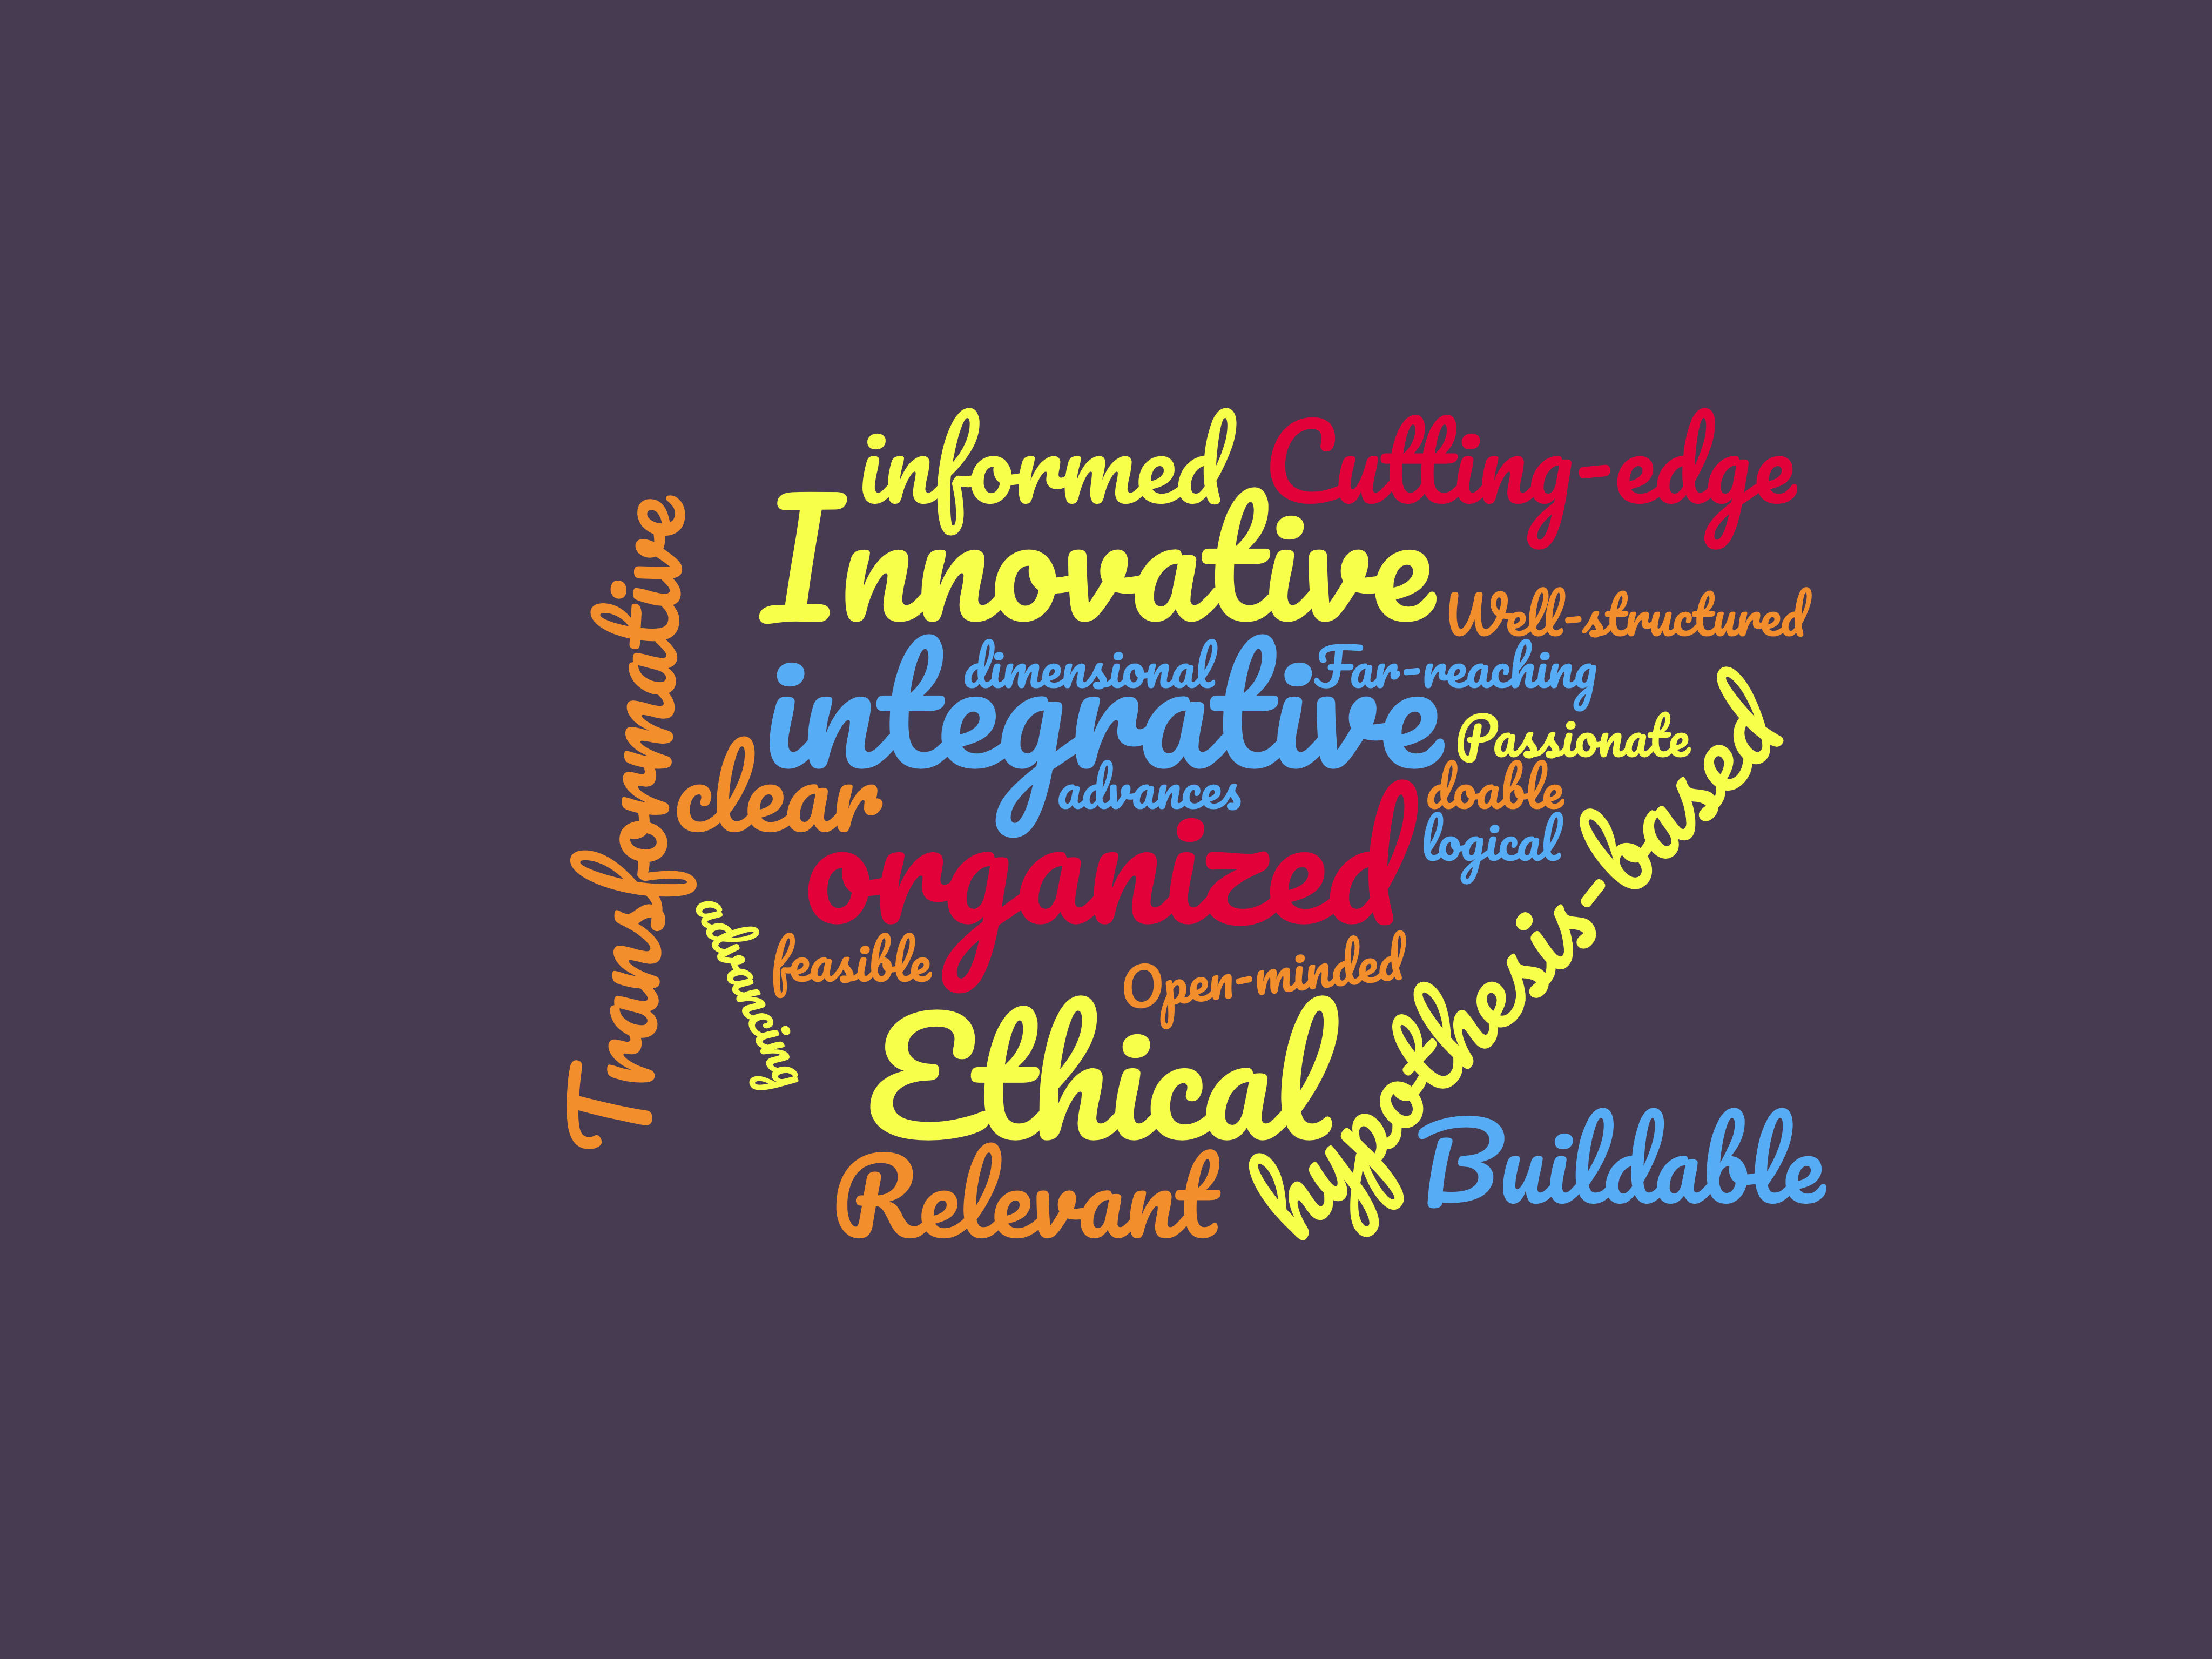 informed
Cutting-edge
Innovative
Well-structured
Transformative
dimensional
Far-reaching
integrative
Passionate
clear
advances
doable
logical
organized
hypothesis-based
advancing
feasible
Open-minded
Ethical
Buildable
Relevant